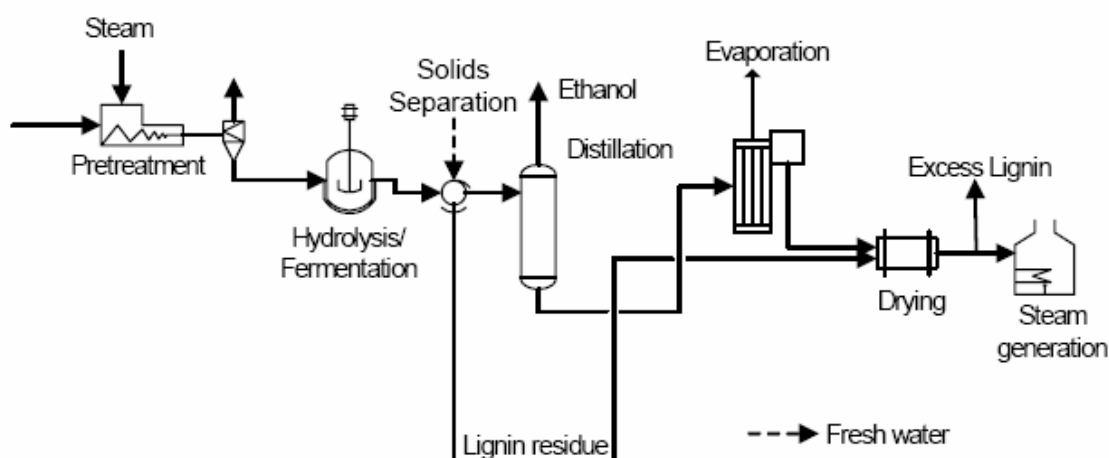 Steam
Pretreatment
Solids
Separation
Hydrolysis/
Fermentation
Ethanol
Distillation
Evaporation
Excess Lignin
Drying
Steam
generation
Lignin residue
Fresh water